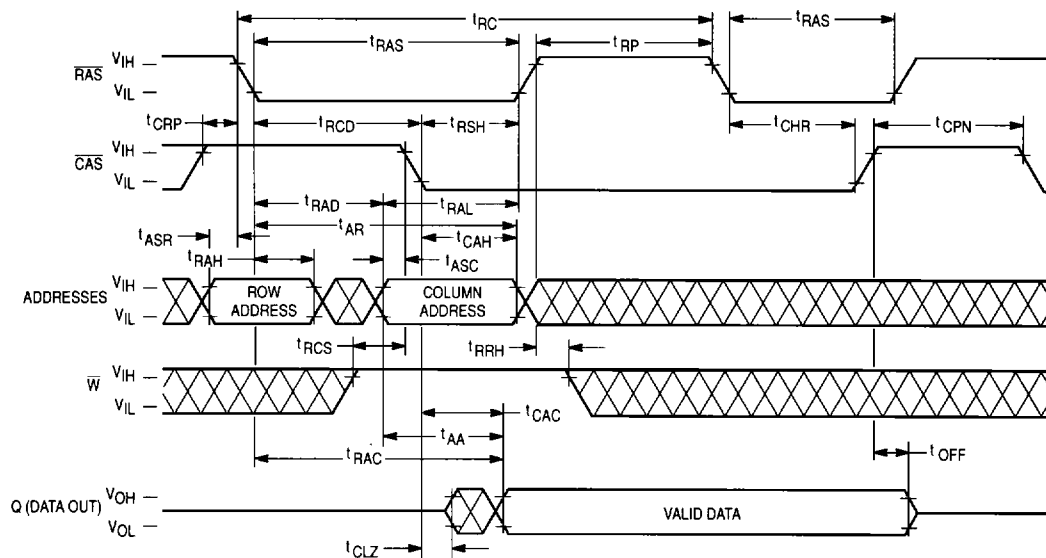 tRC
tRAS
tRP
tRAS
RAS
VIH
VIL
tCRP
tRCD
tRSH
tCHR
tCPN
CAS
VIH
VIL
tRAD
tRAL
tAR
tASR
tCAH
tRAH
tASC
ADDRESSES
VIH
VIL
ROW
ADDRESS
COLUMN
ADDRESS
tRCS
tRRH
W
VIH
VIL
tCAC
tAA
tRAC
tOFF
Q (DATA OUT)
VOH
VOL
VALID DATA
tCLZ